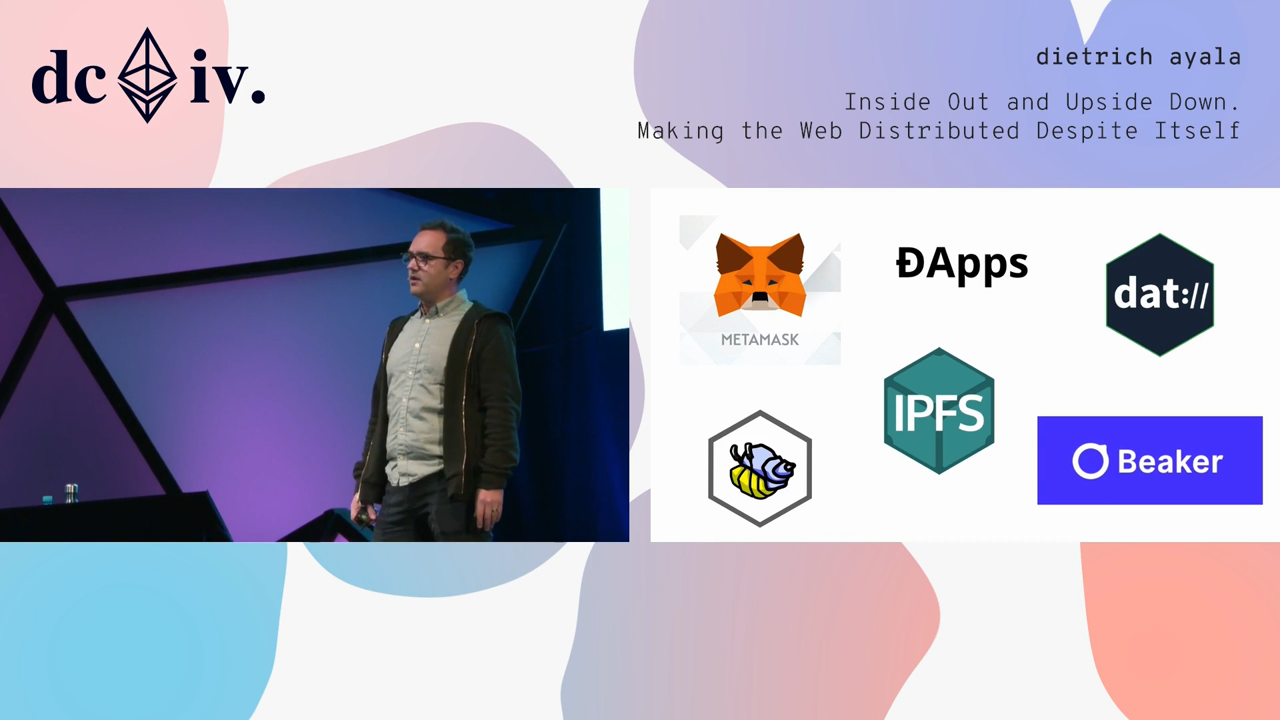 dc iv.
dietrich ayala
Inside Out and Upside Down.
Making the Web Distributed Despite Itself
METAMASK
ĐApps
dat://
IPFS
Beaker